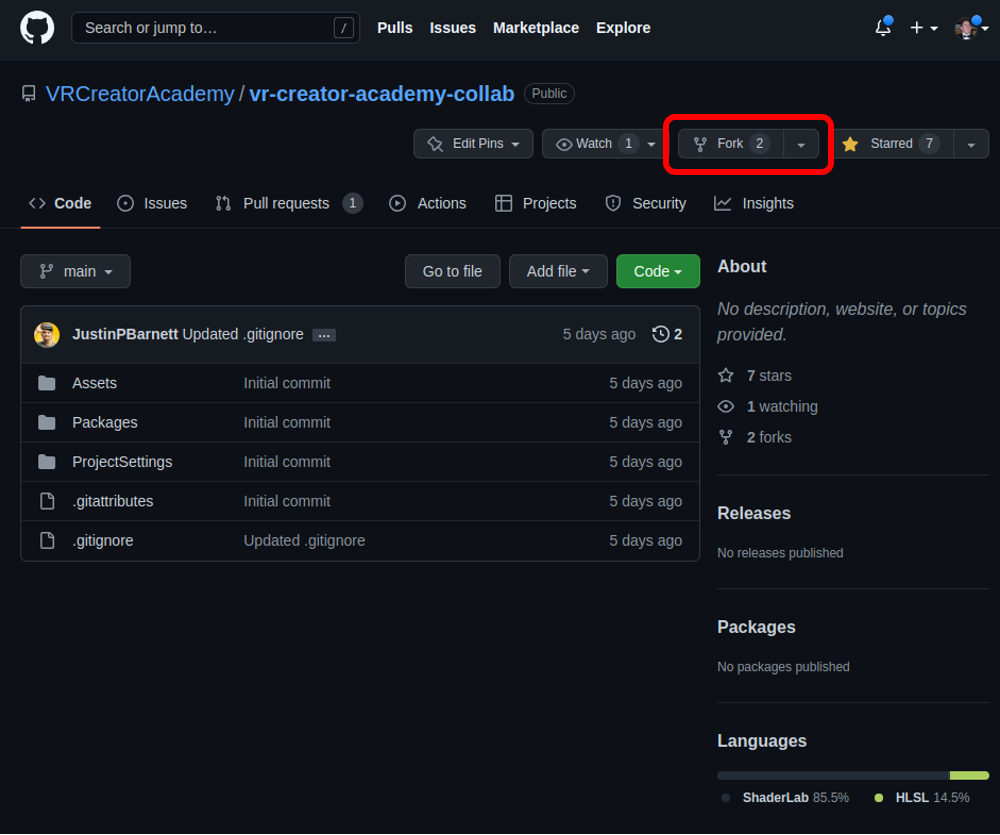 Search or jump to… / Pulls Issues Marketplace Explore
VRCreatorAcademy / vr-creator-academy-collab Public
Edit Pins Watch 1 Fork 2 Starred 7
Code Issues Pull requests 1 Actions Projects Security Insights
main Go to file Add file Code
JustinPBarnett Updated .gitignore ... 5 days ago 2
Assets Initial commit 5 days ago
Packages Initial commit 5 days ago
ProjectSettings Initial commit 5 days ago
.gitattributes Initial commit 5 days ago
.gitignore Updated .gitignore 5 days ago
About
No description, website, or topics
provided.
7 stars
1 watching
2 forks
Releases
No releases published
Packages
No packages published
Languages
ShaderLab 85.5% HLSL 14.5%